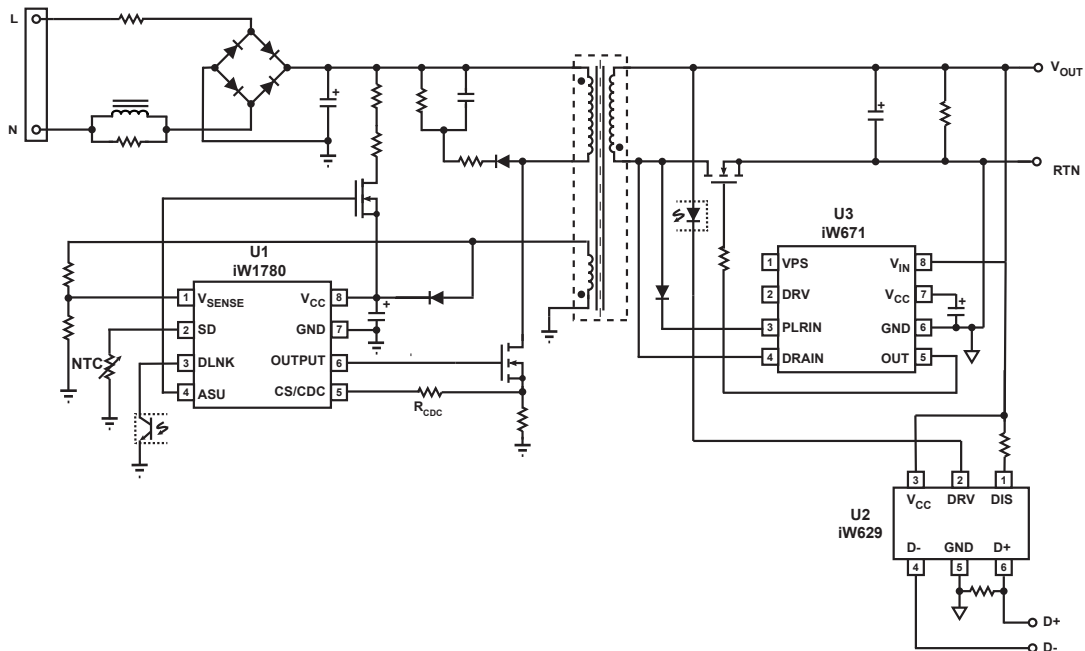 L
N
+
V_OUT
RTN
U1
iW1780
1 V_SENSE
2 SD
3 DLNK
4 ASU
V_CC 8
GND 7
OUTPUT 6
CS/CDC 5
+
NTC
R_CDC
U3
iW671
1 VPS
2 DRV
3 PLRIN
4 DRAIN
V_IN 8
V_CC 7
GND 6
OUT 5
+
+
U2
iW629
3 2 1
V_CC DRV DIS
D- GND D+
4 5 6
D+
D-